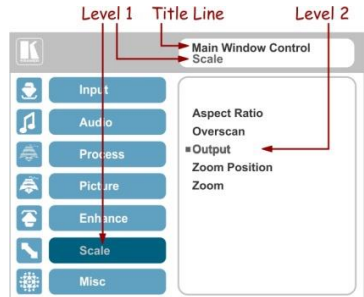 Level 1 Title Line Level 2
Main Window Control
Scale
Input
Audio
Process
Picture
Enhance
Scale
Misc
Aspect Ratio
Overscan
Output
Zoom Position
Zoom